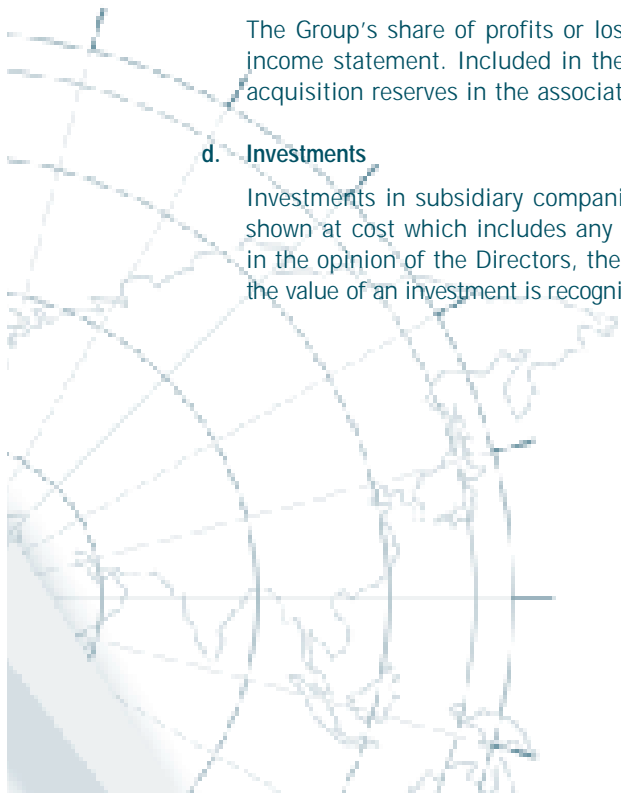 The Group's share of profits or los
income statement. Included in the
acquisition reserves in the associat
d. Investments
Investments in subsidiary compani
shown at cost which includes any
in the opinion of the Directors, the
the value of an investment is recogni